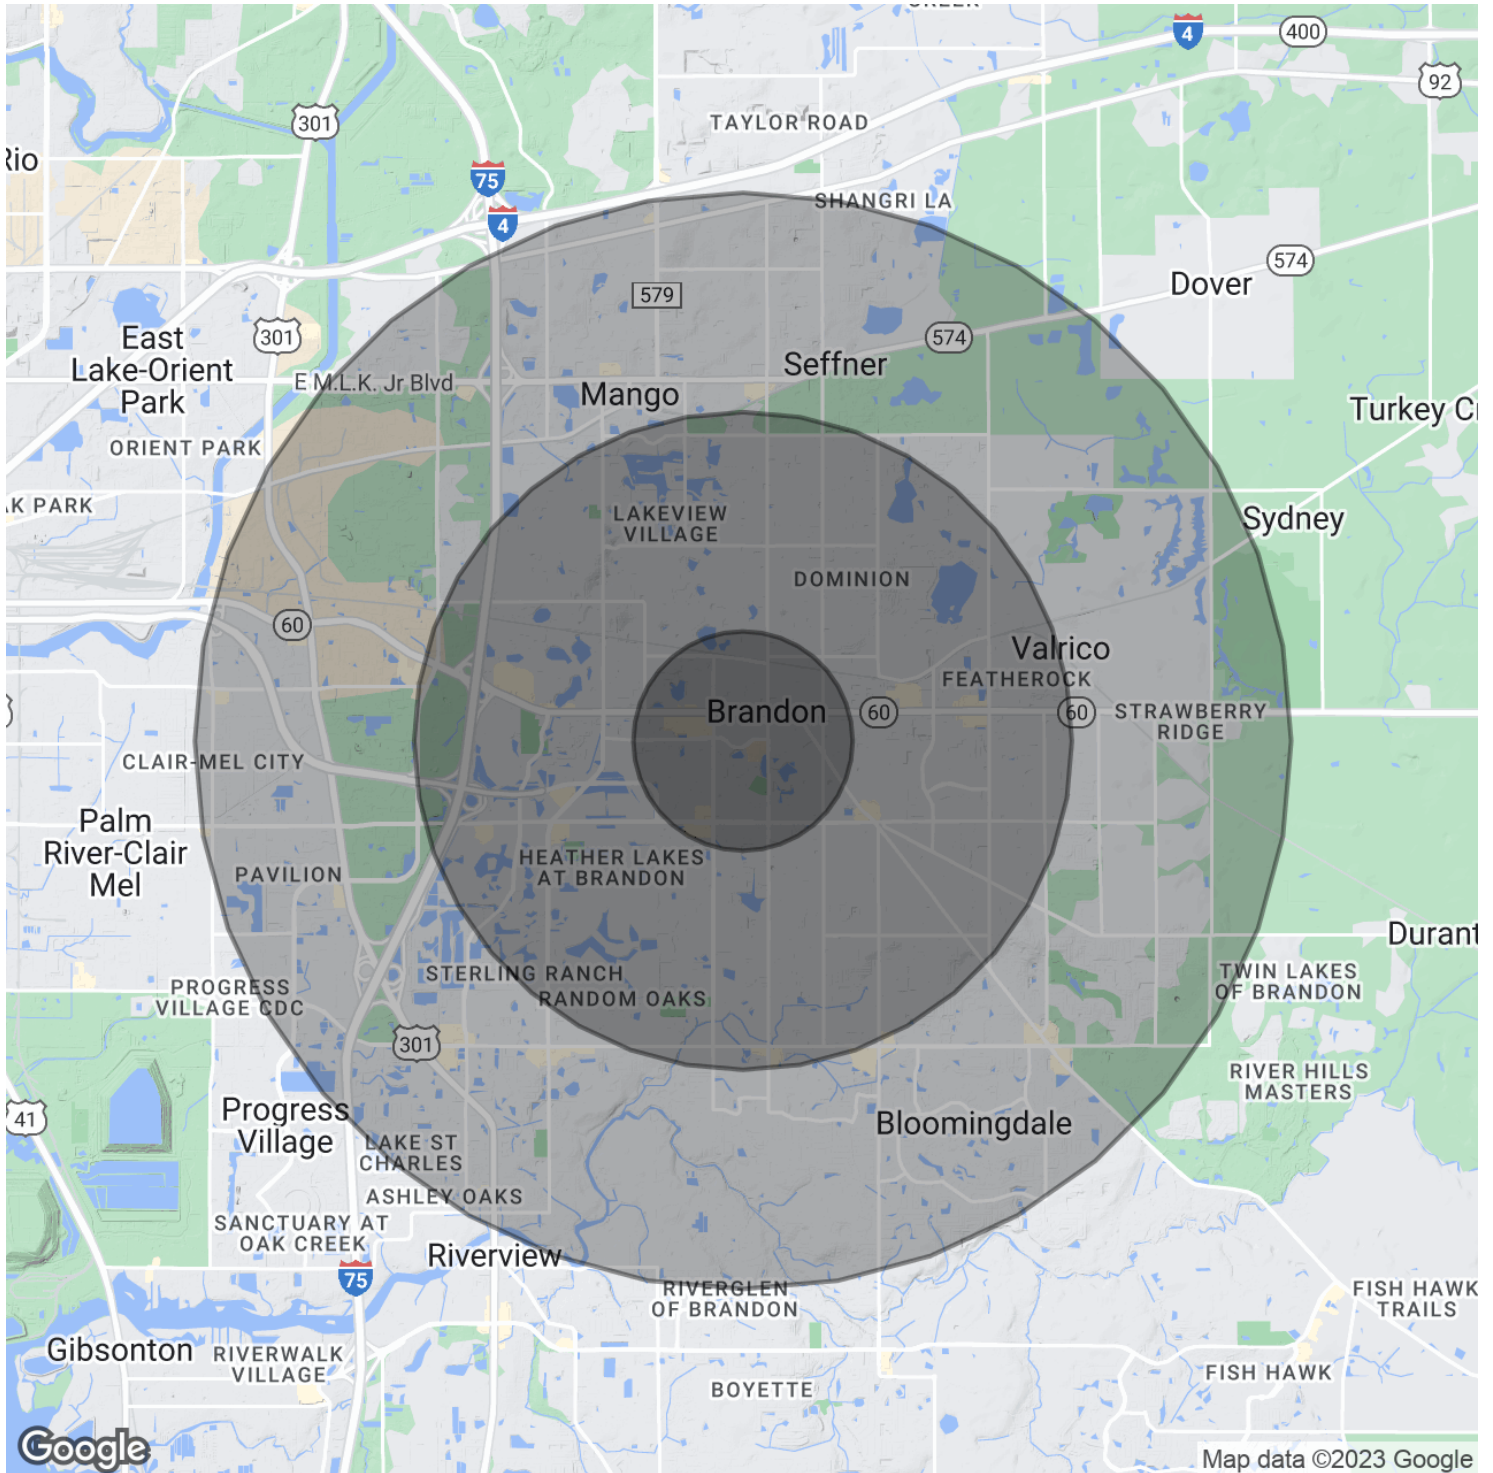 4
400
92
301
TAYLOR ROAD
75
4
SHANGRI LA
574
Dover
579
301
East
Lake-Orient
Park
574
Seffner
E M.L.K. Jr Blvd
Mango
ORIENT PARK
LAKEVIEW
VILLAGE
Sydney
DOMINION
60
Valrico
FEATHEROCK
Brandon
60
60
STRAWBERRY
RIDGE
CLAIR-MEL CITY
Palm
River-Clair
Mel
HEATHER LAKES
AT BRANDON
PAVILION
Durant
STERLING RANCH
TWIN LAKES
OF BRANDON
PROGRESS
VILLAGE CDC
RANDOM OAKS
301
RIVER HILLS
MASTERS
41
Progress
Village
Bloomingdale
LAKE ST
CHARLES
ASHLEY OAKS
SANCTUARY AT
OAK CREEK
Riverview
75
RIVERGLEN
OF BRANDON
FISH HAWK
TRAILS
Gibsonton
RIVERWALK
VILLAGE
FISH HAWK
BOYETTE
Google
Map data ©2023 Google